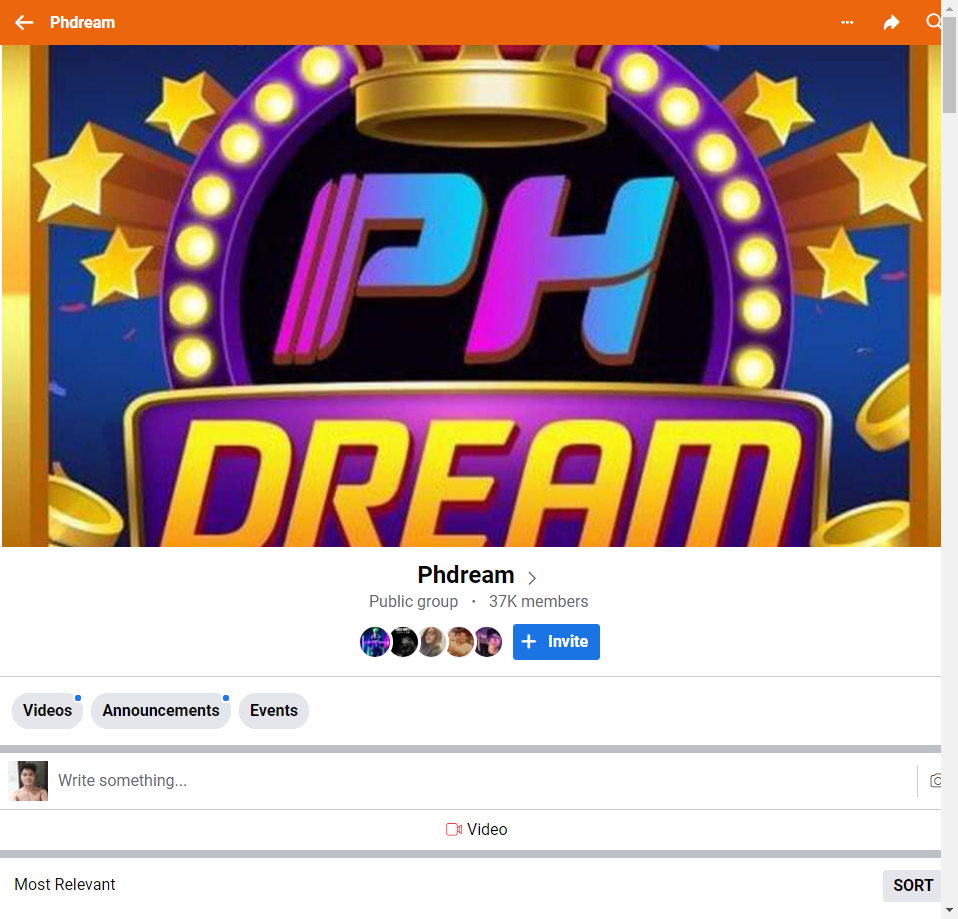 Phdream
PH
DREAM
Phdream
Public group · 37K members
Invite
Videos
Announcements
Events
Write something...
Video
Most Relevant
SORT